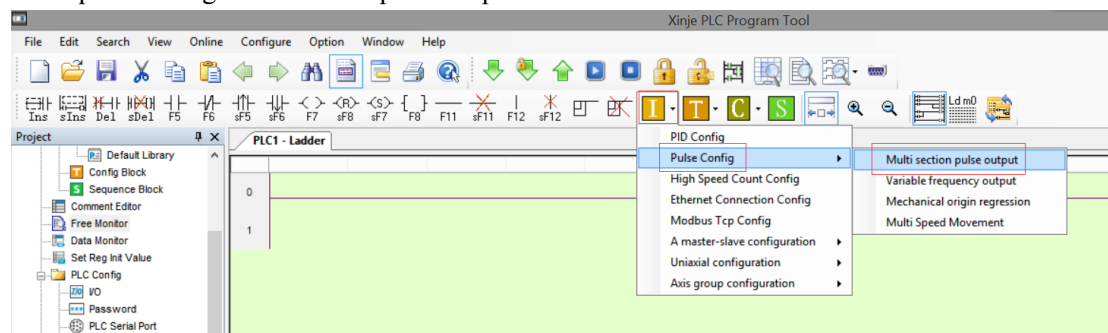 Xinje PLC Program Tool
File Edit Search View Online Configure Option Window Help
Ins sIns Del sDel F5 F6 sF5 sF6 F7 sF8 sF7 F8 F11 sF11 F12 sF12
I T C S
Ld m0
Project
PLC1 - Ladder
Default Library
Config Block
Sequence Block
Comment Editor
Free Monitor
Data Monitor
Set Reg Init Value
PLC Config
I/O
Password
PLC Serial Port
0
1
PID Config
Pulse Config
High Speed Count Config
Ethernet Connection Config
Modbus Tcp Config
A master-slave configuration
Uniaxial configuration
Axis group configuration
Multi section pulse output
Variable frequency output
Mechanical origin regression
Multi Speed Movement